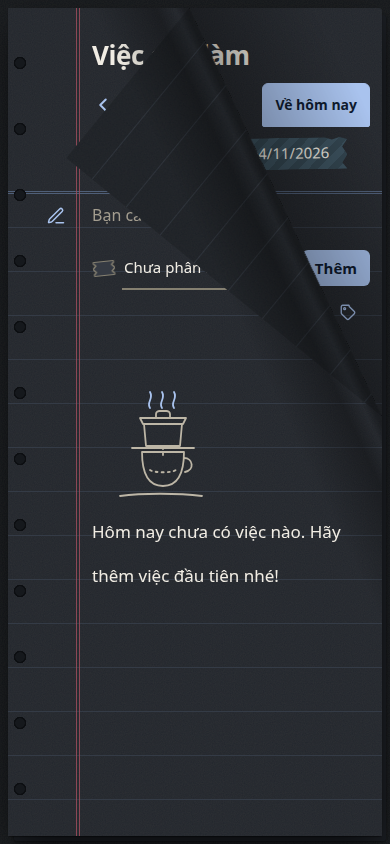 Việc làm
Về hôm nay
4/11/2026
Bạn
Chưa phân
Thêm
Hôm nay chưa có việc nào. Hãy
thêm việc đầu tiên nhé!